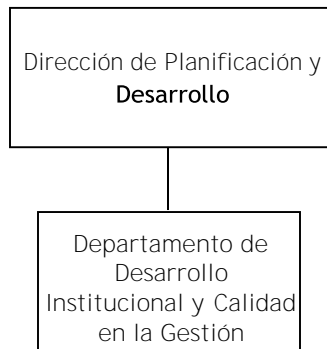 Dirección de Planificación y
Desarrollo
Departamento de
Desarrollo
Institucional y Calidad
en la Gestión